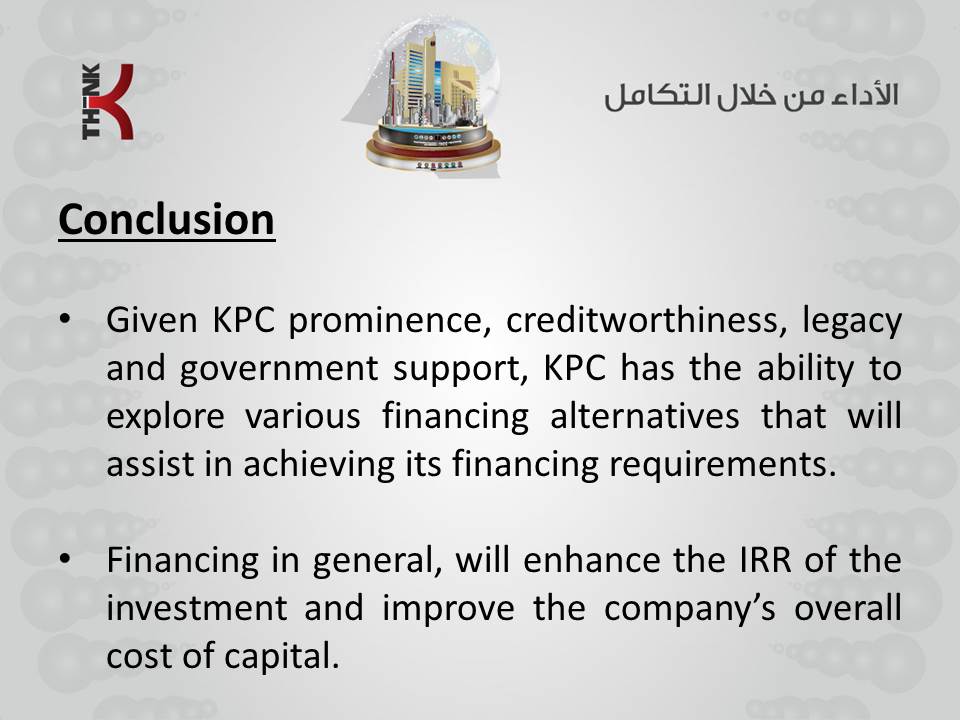 TH-NK
الأداء من خلال التكامل
Conclusion
• Given KPC prominence, creditworthiness, legacy
and government support, KPC has the ability to
explore various financing alternatives that will
assist in achieving its financing requirements.
• Financing in general, will enhance the IRR of the
investment and improve the company’s overall
cost of capital.